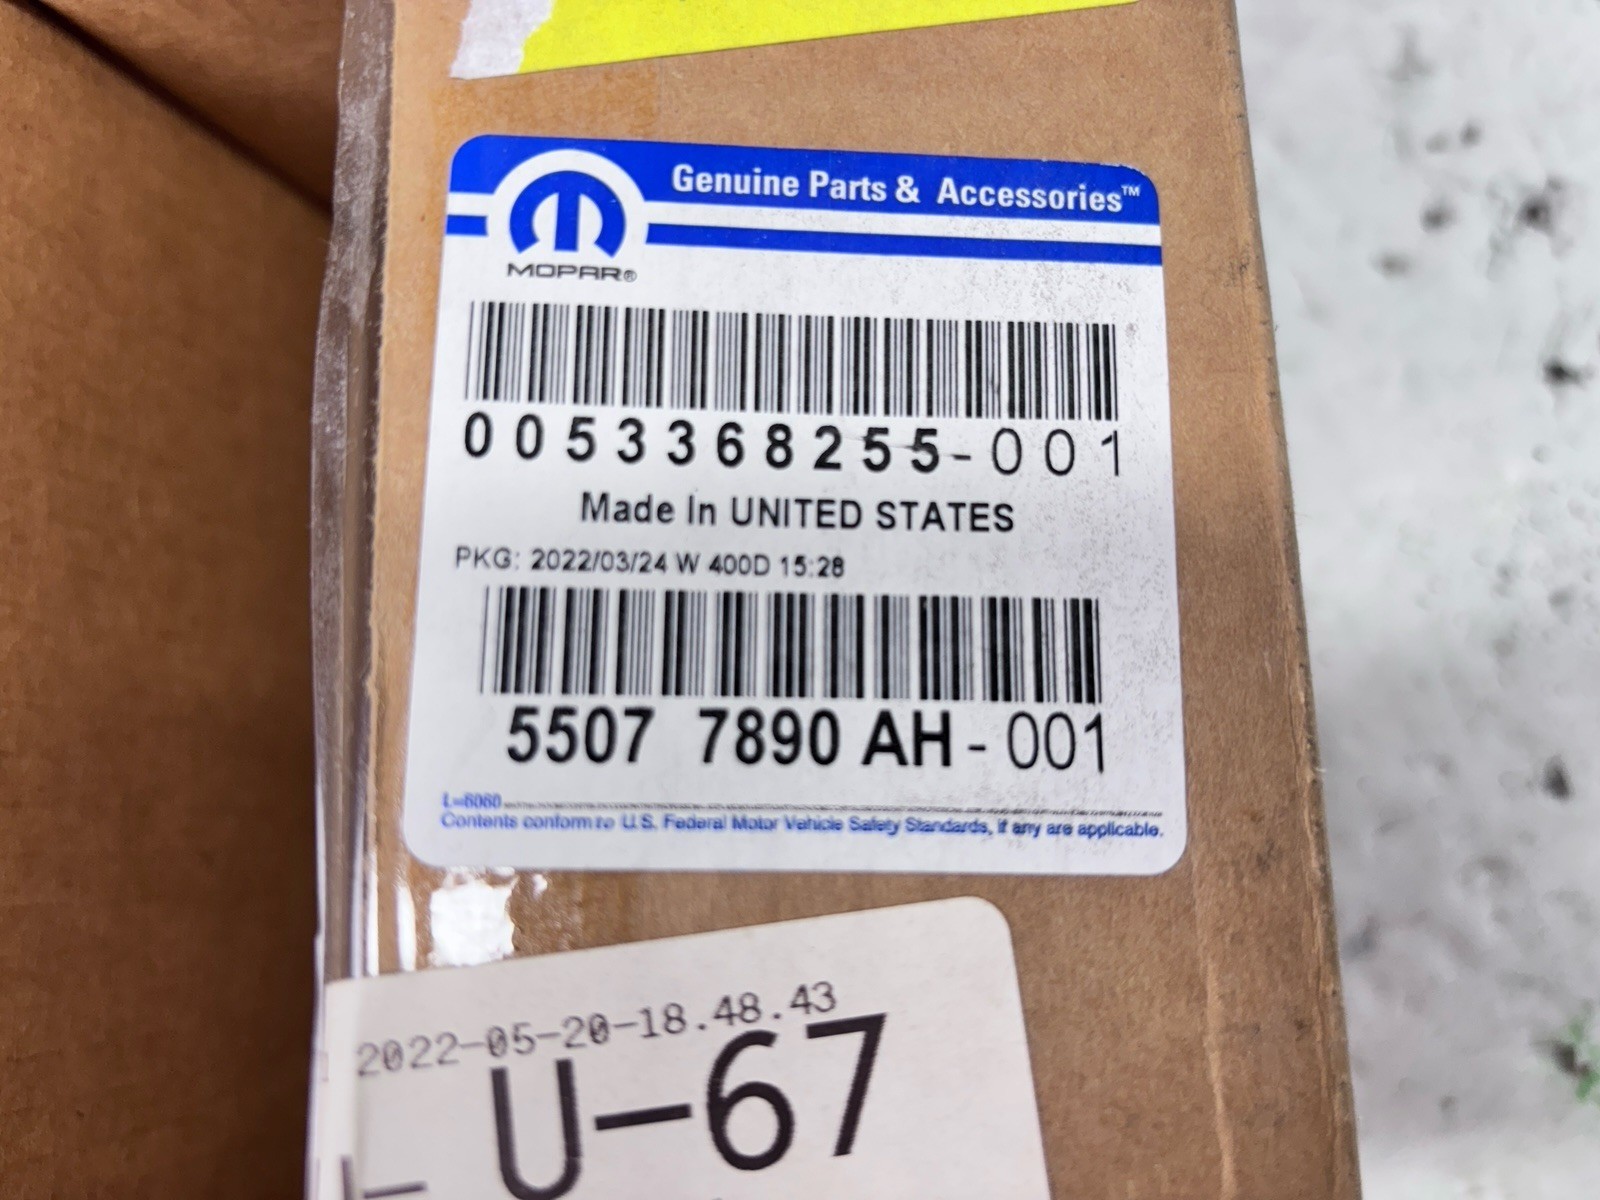 Genuine Parts & Accessories™
MOPAR®
0053368255-001
Made In UNITED STATES
PKG: 2022/03/24 W 400D 15:28
5507 7890 AH-001
L=6060
Contents conform to U.S. Federal Motor Vehicle Safety Standards, if any are applicable.
2022-05-20-18.48.43
U-67